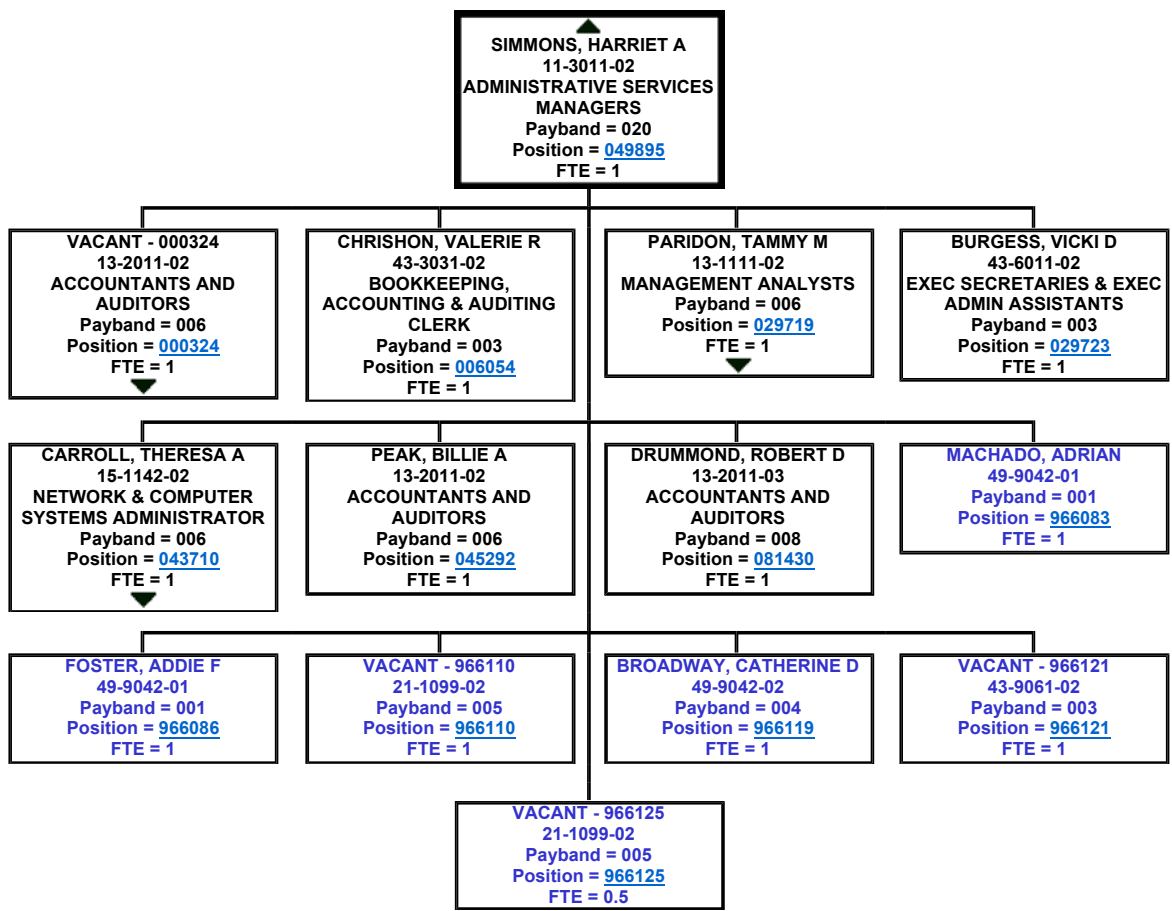 SIMMONS, HARRIET A
11-3011-02
ADMINISTRATIVE SERVICES
MANAGERS
Payband = 020
Position = 049895
FTE = 1
VACANT - 000324
13-2011-02
ACCOUNTANTS AND
AUDITORS
Payband = 006
Position = 000324
FTE = 1
CHRISHON, VALERIE R
43-3031-02
BOOKKEEPING,
ACCOUNTING & AUDITING
CLERK
Payband = 003
Position = 006054
FTE = 1
PARIDON, TAMMY M
13-1111-02
MANAGEMENT ANALYSTS
Payband = 006
Position = 029719
FTE = 1
BURGESS, VICKI D
43-6011-02
EXEC SECRETARIES & EXEC
ADMIN ASSISTANTS
Payband = 003
Position = 029723
FTE = 1
CARROLL, THERESA A
15-1142-02
NETWORK & COMPUTER
SYSTEMS ADMINISTRATOR
Payband = 006
Position = 043710
FTE = 1
PEAK, BILLIE A
13-2011-02
ACCOUNTANTS AND
AUDITORS
Payband = 006
Position = 045292
FTE = 1
DRUMMOND, ROBERT D
13-2011-03
ACCOUNTANTS AND
AUDITORS
Payband = 008
Position = 081430
FTE = 1
MACHADO, ADRIAN
49-9042-01
Payband = 001
Position = 966083
FTE = 1
FOSTER, ADDIE F
49-9042-01
Payband = 001
Position = 966086
FTE = 1
VACANT - 966110
21-1099-02
Payband = 005
Position = 966110
FTE = 1
BROADWAY, CATHERINE D
49-9042-02
Payband = 004
Position = 966119
FTE = 1
VACANT - 966121
43-9061-02
Payband = 003
Position = 966121
FTE = 1
VACANT - 966125
21-1099-02
Payband = 005
Position = 966125
FTE = 0.5